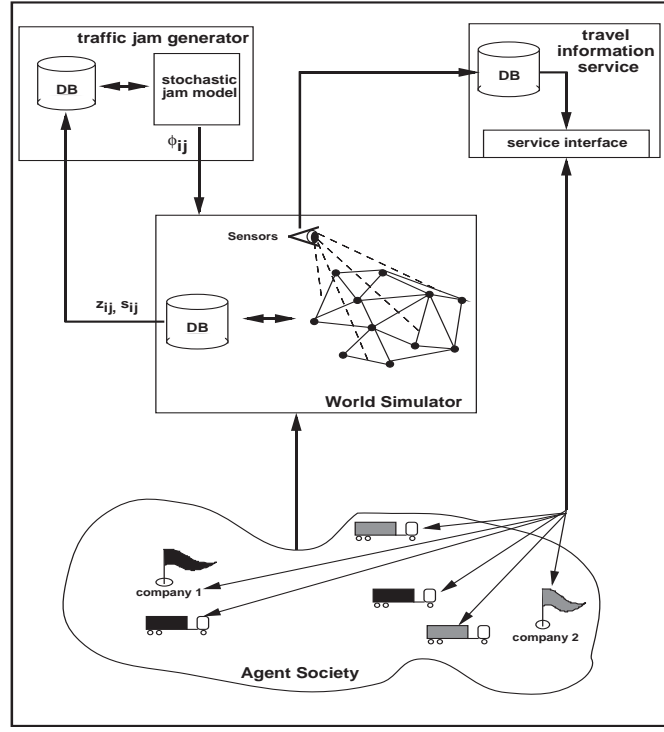 traffic jam generator
DB
stochastic
jam model
ϕij
travel
information
service
DB
service interface
Sensors
zij, sij
DB
World Simulator
company 1
company 2
Agent Society